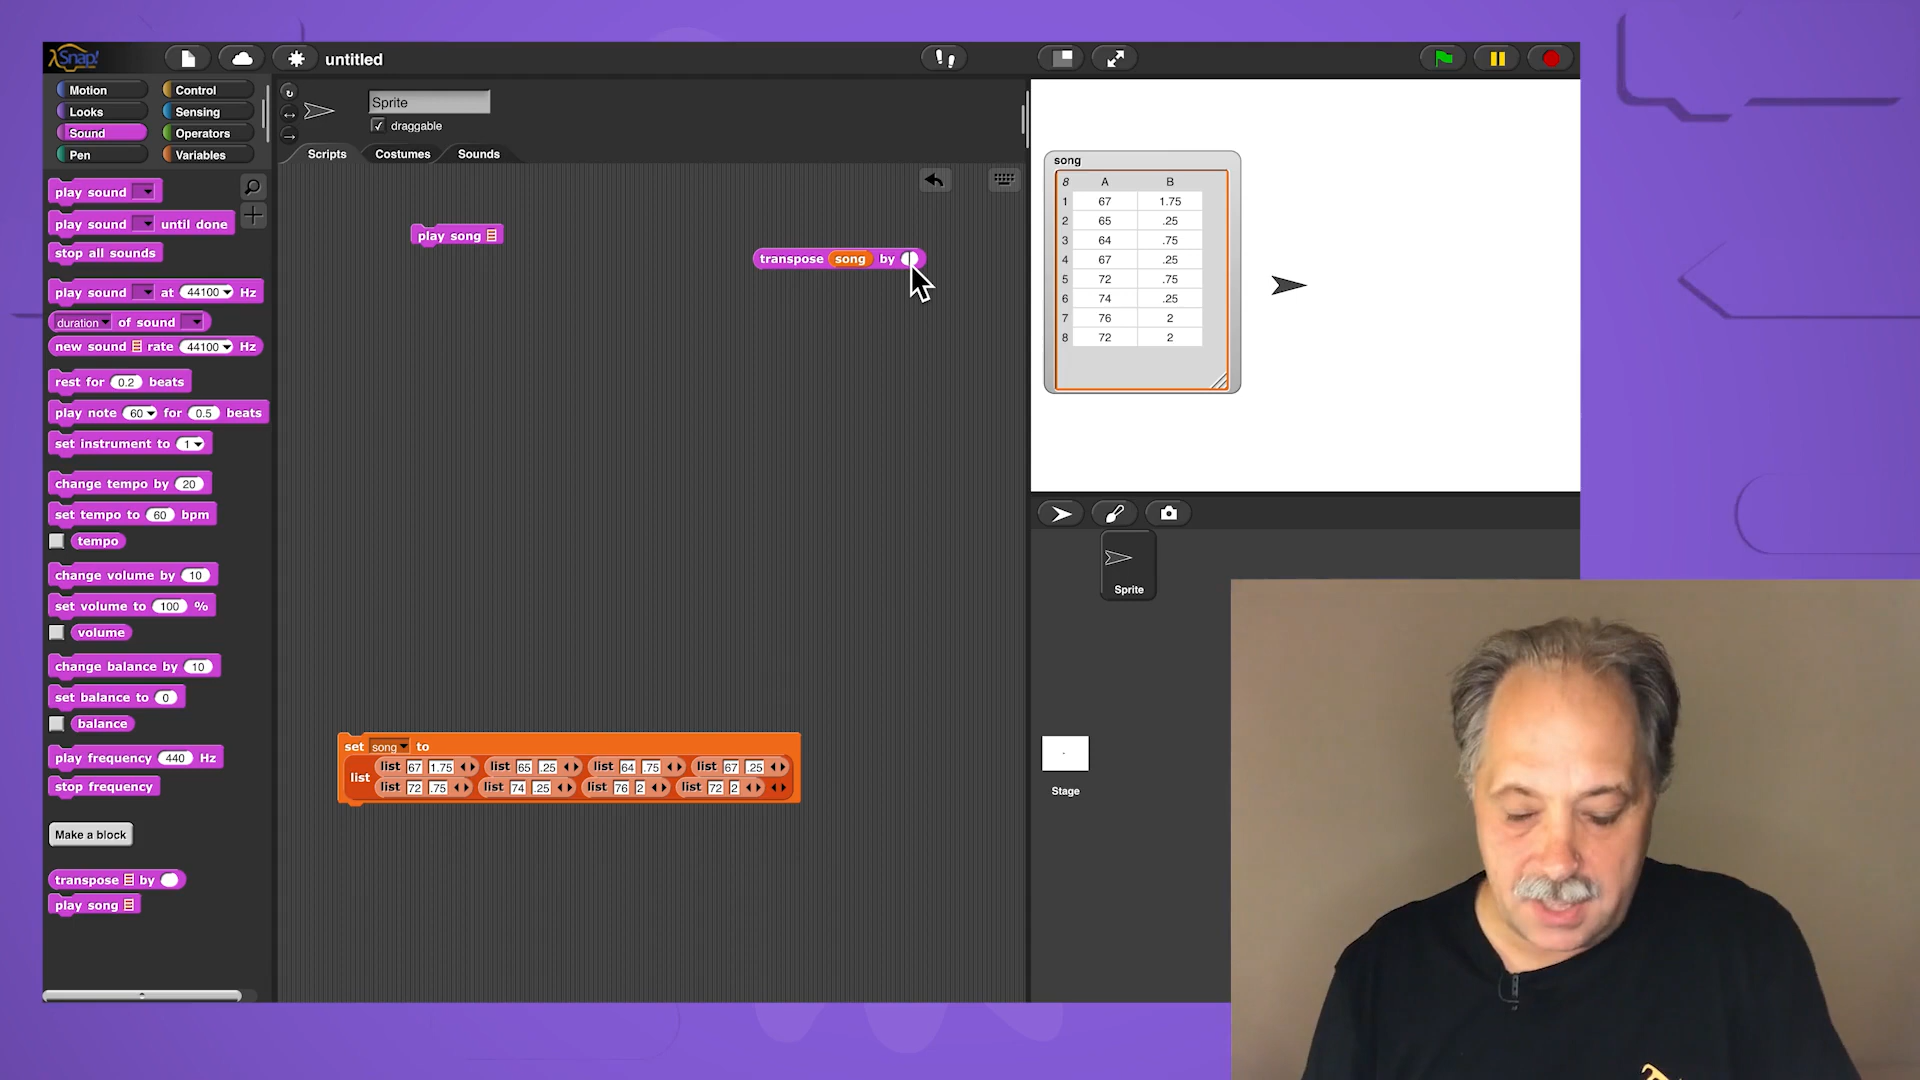 λSnap!
untitled
Motion
Control
Looks
Sensing
Sound
Operators
Pen
Variables
Sprite
draggable
Scripts
Costumes
Sounds
play sound
play sound until done
stop all sounds
play sound at 44100 Hz
duration of sound
new sound rate 44100 Hz
rest for 0.2 beats
play note 60 for 0.5 beats
set instrument to 1
change tempo by 20
set tempo to 60 bpm
tempo
change volume by 10
set volume to 100 %
volume
change balance by 10
set balance to 0
balance
play frequency 440 Hz
stop frequency
Make a block
transpose by
play song
play song
transpose song by
set song to
list
list 67 1.75 list 65 .25 list 64 .75 list 67 .25
list 72 .75 list 74 .25 list 76 2 list 72 2
song
8 A B
1 67 1.75
2 65 .25
3 64 .75
4 67 .25
5 72 .75
6 74 .25
7 76 2
8 72 2
Sprite
Stage